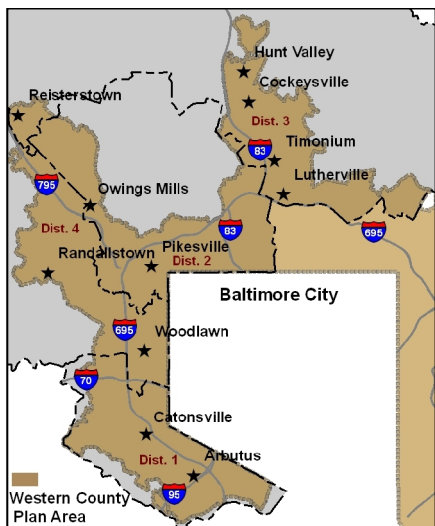 Hunt Valley
Cockeysville
Reisterstown
Dist. 3
83
Timonium
Lutherville
795
Owings Mills
Dist. 4
83
695
Randallstown
Pikesville
Dist. 2
Baltimore City
695
Woodlawn
70
Catonsville
Dist. 1
Arbutus
95
Western County
Plan Area